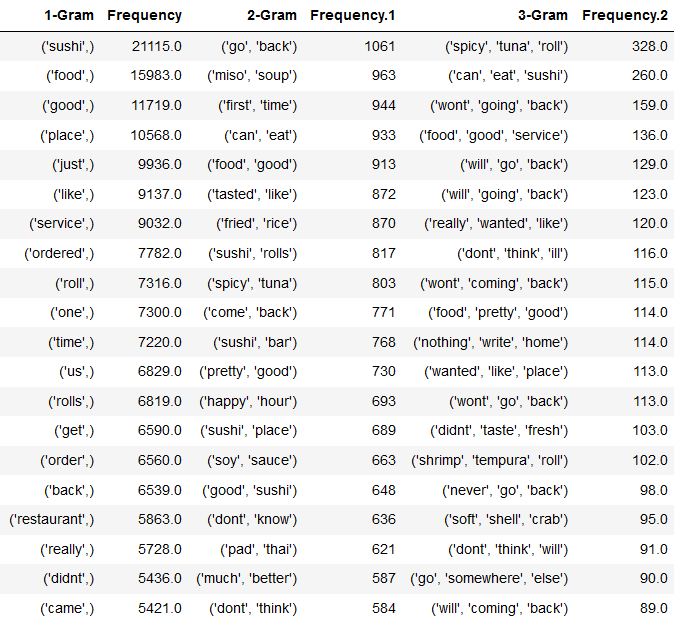 1-Gram Frequency 2-Gram Frequency.1 3-Gram Frequency.2
('sushi',) 21115.0 ('go', 'back') 1061 ('spicy', 'tuna', 'roll') 328.0
('food',) 15983.0 ('miso', 'soup') 963 ('can', 'eat', 'sushi') 260.0
('good',) 11719.0 ('first', 'time') 944 ('wont', 'going', 'back') 159.0
('place',) 10568.0 ('can', 'eat') 933 ('food', 'good', 'service') 136.0
('just',) 9936.0 ('food', 'good') 913 ('will', 'go', 'back') 129.0
('like',) 9137.0 ('tasted', 'like') 872 ('will', 'going', 'back') 123.0
('service',) 9032.0 ('fried', 'rice') 870 ('really', 'wanted', 'like') 120.0
('ordered',) 7782.0 ('sushi', 'rolls') 817 ('dont', 'think', 'ill') 116.0
('roll',) 7316.0 ('spicy', 'tuna') 803 ('wont', 'coming', 'back') 115.0
('one',) 7300.0 ('come', 'back') 771 ('food', 'pretty', 'good') 114.0
('time',) 7220.0 ('sushi', 'bar') 768 ('nothing', 'write', 'home') 114.0
('us',) 6829.0 ('pretty', 'good') 730 ('wanted', 'like', 'place') 113.0
('rolls',) 6819.0 ('happy', 'hour') 693 ('wont', 'go', 'back') 113.0
('get',) 6590.0 ('sushi', 'place') 689 ('didnt', 'taste', 'fresh') 103.0
('order',) 6560.0 ('soy', 'sauce') 663 ('shrimp', 'tempura', 'roll') 102.0
('back',) 6539.0 ('good', 'sushi') 648 ('never', 'go', 'back') 98.0
('restaurant',) 5863.0 ('dont', 'know') 636 ('soft', 'shell', 'crab') 95.0
('really',) 5728.0 ('pad', 'thai') 621 ('dont', 'think', 'will') 91.0
('didnt',) 5436.0 ('much', 'better') 587 ('go', 'somewhere', 'else') 90.0
('came',) 5421.0 ('dont', 'think') 584 ('will', 'coming', 'back') 89.0